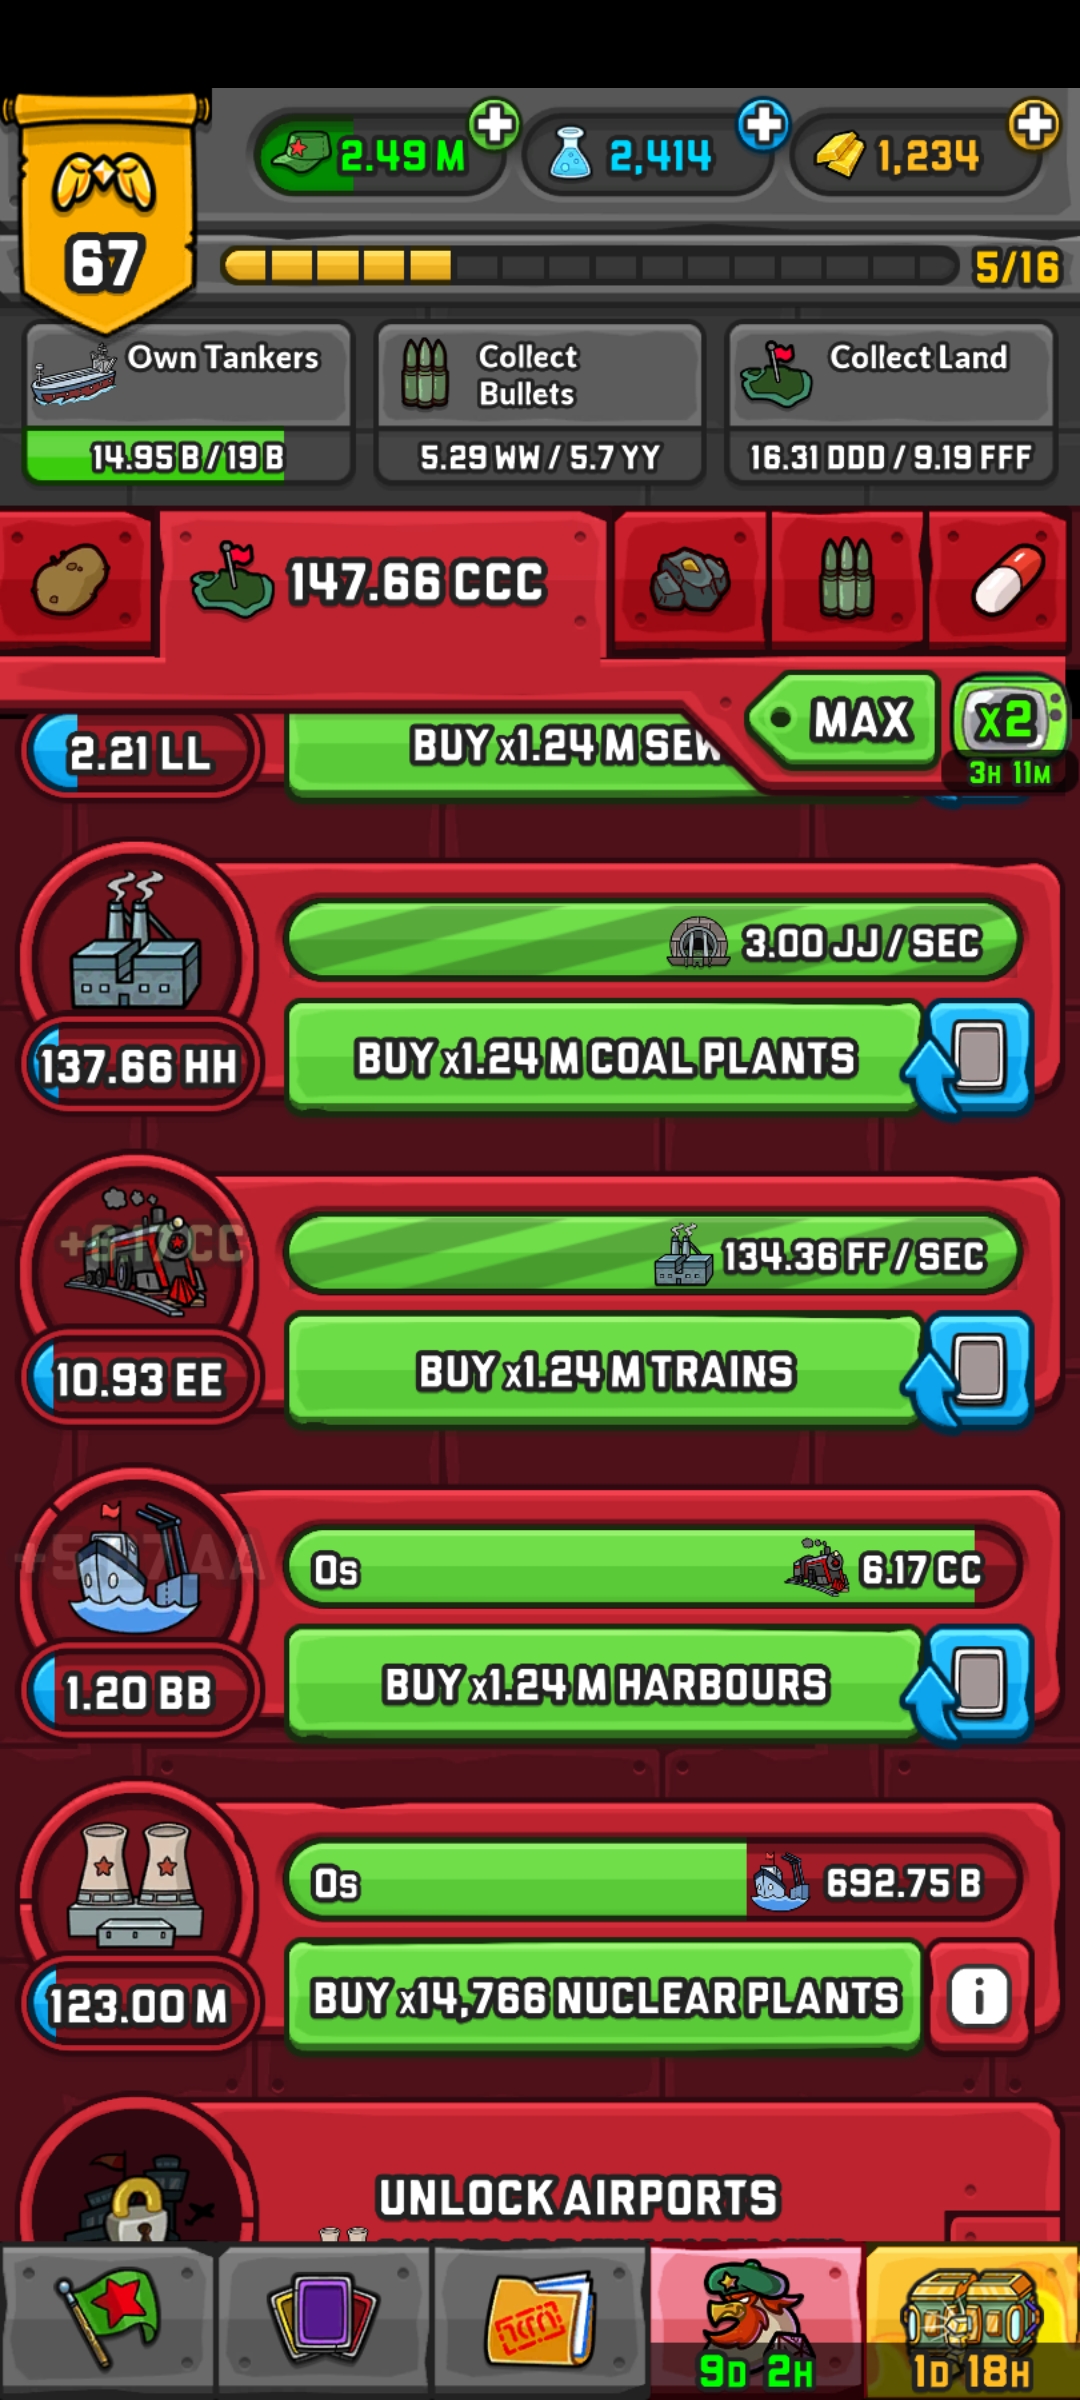 2.49 M
2,414
1,234
67
5/16
Own Tankers
14.95 B / 19 B
Collect
Bullets
5.29 WW / 5.7 YY
Collect Land
16.31 DDD / 9.19 FFF
147.66 CCC
MAX
x2
3H 11M
2.21 LL
BUY x1.24 M
3.00 JJ / SEC
137.66 HH
BUY x1.24 M COAL PLANTS
134.36 FF / SEC
10.93 EE
BUY x1.24 M TRAINS
0s
6.17 CC
1.20 BB
BUY x1.24 M HARBOURS
0s
692.75 B
123.00 M
BUY x14,766 NUCLEAR PLANTS
i
UNLOCK AIRPORTS
9D 2H
1D 18H